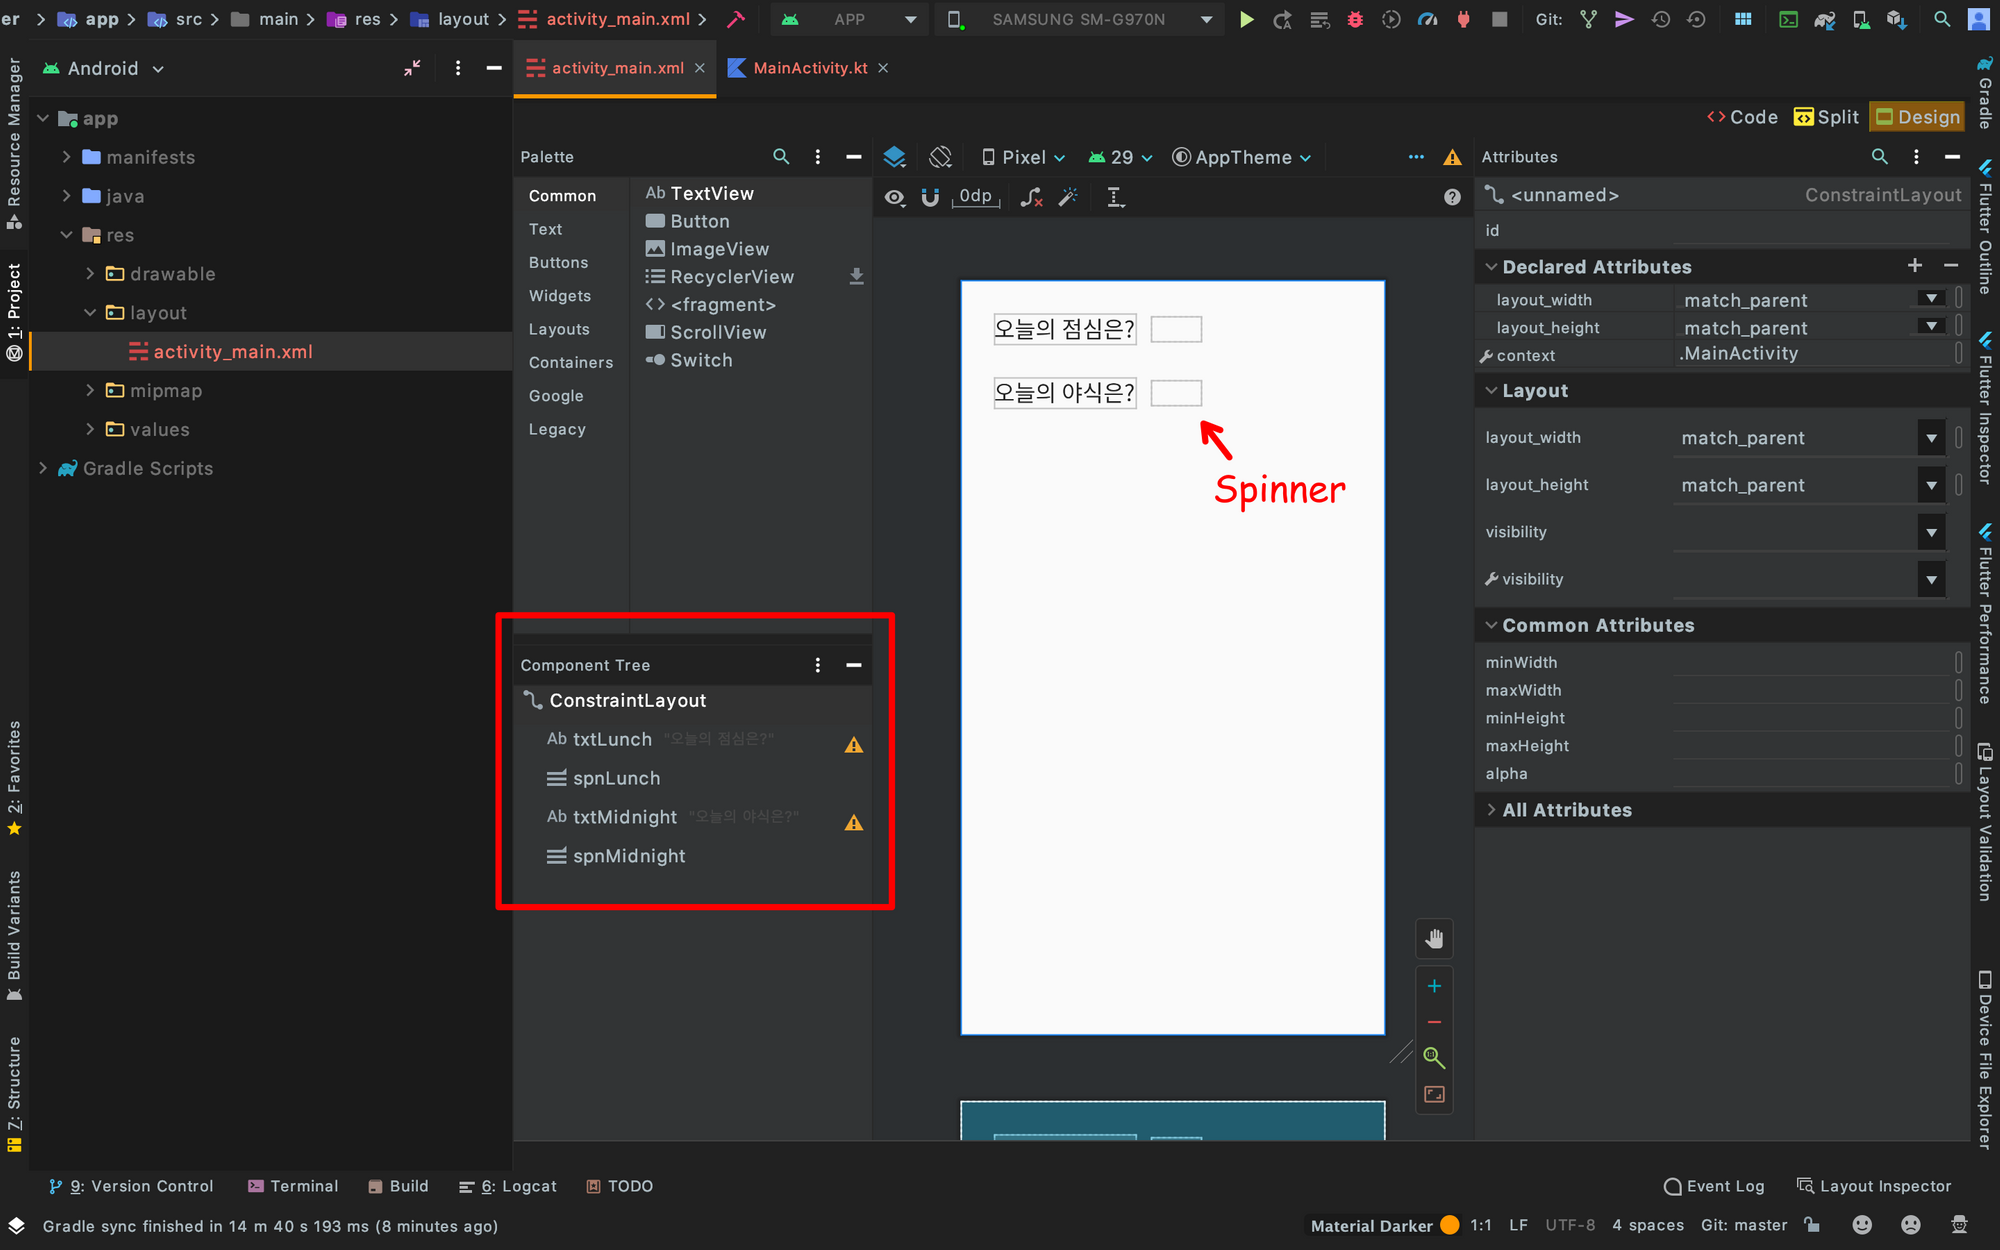 er > app > src > main > res > layout > activity_main.xml > APP SAMSUNG SM-G970N Git:
Android
activity_main.xml × MainActivity.kt ×
Code Split Design
app
manifests
java
res
drawable
layout
activity_main.xml
mipmap
values
Gradle Scripts
Resource Manager
1: Project
2: Favorites
Build Variants
7: Structure
Palette
Common
Text
Buttons
Widgets
Layouts
Containers
Google
Legacy
Ab TextView
Button
ImageView
RecyclerView
<> <fragment>
ScrollView
Switch
Component Tree
ConstraintLayout
Ab txtLunch "오늘의 점심은?"
spnLunch
Ab txtMidnight "오늘의 야식은?"
spnMidnight
Pixel 29 AppTheme
0dp
오늘의 점심은?
오늘의 야식은?
Spinner
1:1
Attributes
<unnamed> ConstraintLayout
id
Declared Attributes
layout_width match_parent
layout_height match_parent
context .MainActivity
Layout
layout_width match_parent
layout_height match_parent
visibility
visibility
Common Attributes
minWidth
maxWidth
minHeight
maxHeight
alpha
All Attributes
Gradle
Flutter Outline
Flutter Inspector
Flutter Performance
Layout Validation
Device File Explorer
9: Version Control Terminal Build 6: Logcat TODO Event Log Layout Inspector
Gradle sync finished in 14 m 40 s 193 ms (8 minutes ago) Material Darker 1:1 LF UTF-8 4 spaces Git: master